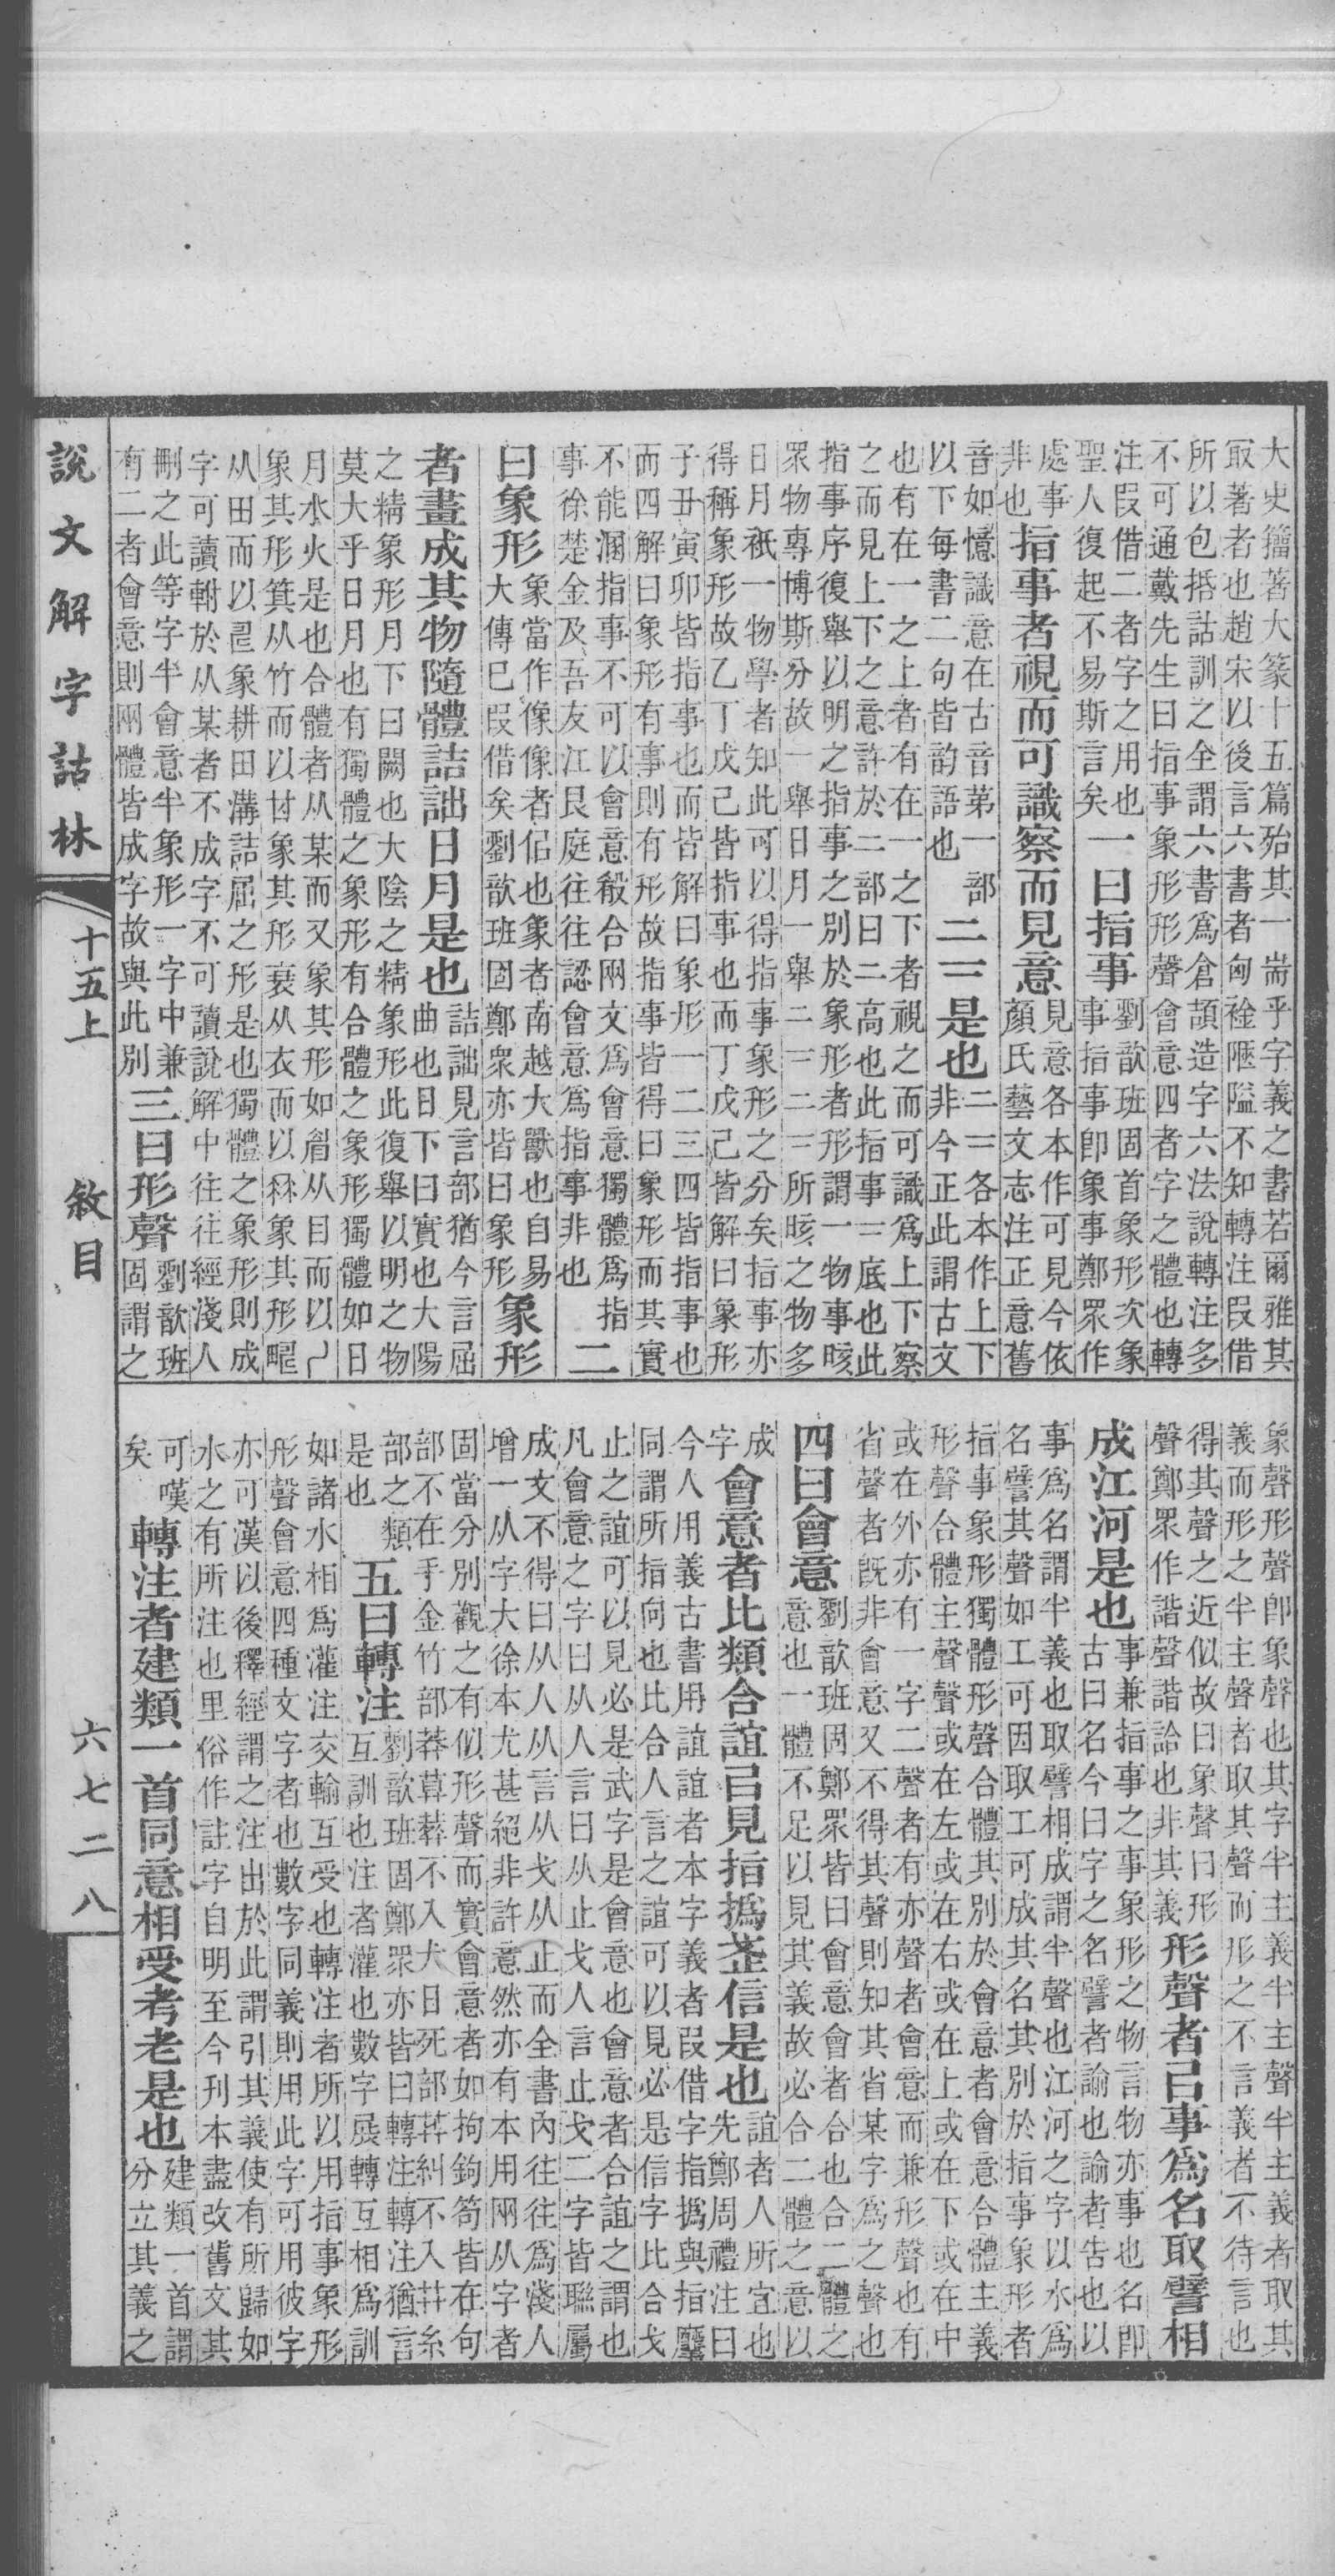 大史籒著大篆十五篇殆其一耑乎字義之書若爾雅其
冣著者也趙宋以後言六書者匈衿陿隘不知轉注叚借
所以包捂詁訓之全謂六書爲倉頡造字六法說轉注多
不可通戴先生曰指事象形形聲會意四者字之體也轉
注叚借二者字之用也
聖人復起不易斯言矣
一曰指事
劉歆班固首象形次象
事指事卽象事鄭眾作
處事
非也
指事者視而可識察而見意
見意各本作可見今依
顏氏藝文志注正意舊
音如憶識意在古音第一部
以下每書二句皆韵語也
二二是也
二二各本作上下
非今正此謂古文
也有在一之上者有在一之下者視之而可識爲上下察
之而見上下之意許於二部曰二高也此指事二底也此
指事序復舉以明之指事之別於象形者形謂一物事晐
眾物專博斯分故一舉日月一舉二二二二所晐之物多
日月衹一物學者知此可以得指事象形之分矣指事亦
得稱象形故乙丁戊己皆指事也而丁戊己皆解曰象形
子丑寅卯皆指事也而皆解曰象形一二三四皆指事也
而四解曰象形有事則有形故指事皆得曰象形而其實
不能溷指事不可以會意殽合兩文爲會意獨體爲指
事徐楚金及吾友江艮庭往往認會意爲指事非也
二
曰象形
象當作像像者佀也象者南越大獸也自易
大傳巳叚借矣劉歆班固鄭眾亦皆曰象形
象形
者畫成其物隨體詰詘日月是也
詰詘見言部猶今言屈
曲也日下曰實也大陽
之精象形月下曰闕也大陰之精象形此復舉以明之物
莫大乎日月也有獨體之象形有合體之象形獨體如日
月水火是也合體者从某而又象其形如眉从目而以
象其形箕从竹而以𠀠象其形衰从衣而以𠈌象其形
从田而以象耕田溝詰屈之形是也獨體之象形則成
字可讀軵於从某者不成字不可讀說解中往往經淺人
刪之此等字半會意半象形一字中兼
有二者會意則兩體皆成字故與此別
三曰形聲
劉歆班
固謂之
象聲形聲卽象聲也其字半主義半主聲半主義者取其
義而形之半主聲者取其聲而形之不言義者不待言也
得其聲之近似故曰象聲曰形
聲鄭眾作諧聲諧詥也非其義
形聲者㠯事爲名取譬相
成江河是也
事兼指事之事象形之物言物亦事也名卽
古曰名今曰字之名譬者諭也諭者告也以
事爲名謂半義也取譬相成謂半聲也江河之字以水爲
名譬其聲如工可因取工可成其名其別於指事象形者
指事象形獨體形聲合體其別於會意者會意合體主義
形聲合體主聲聲或在左或在右或在上或在下或在中
或在外亦有一字二聲者有亦聲者會意而兼形聲也有
省聲者旣非會意又不得其聲則知其省某字爲之聲也
四曰會意
劉歆班固鄭眾皆曰會意會者合也合二體之
意也一體不足以見其義故必合二體之意以
成
字
會意者比類合誼㠯見指撝武信是也
誼者人所宜也
先鄭周禮注曰
今人用義古書用誼誼者本字義者叚借字指撝與指麾
同謂所指向也比合人言之誼可以見必是信字比合戈
止之誼可以見必是武字是會意也會意者合誼之謂也
凡會意之字曰从人言曰从止戈人言止戈二字皆聯屬
成文不得曰从人从言从戈从止而全書內往往爲淺人
增一从字大徐本尤甚絕非許意然亦有本用兩从字者
固當分別觀之有似形聲而實會意者如拘鉤笱皆在句
部不在手金竹部莽䒽葬不入犬日死部茻糾不入艸糸
部之類
是也
五曰轉注
劉歆班固鄭眾亦皆曰轉注轉注猶言
互訓也注者灌也數字展轉互相爲訓
如諸水相爲灌注交輸互受也轉注者所以用指事象形
形聲會意四種文字者也數字同義則用此字可用彼字
亦可漢以後釋經謂之注出於此謂引其義使有所歸如
水之有所注也里俗作註字自明至今刊本盡改舊文其
可嘆
矣
轉注者建類一首同意相受考老是也
建類一首謂
分立其義之
說文解字詁林
十五上
敘目
六七二八